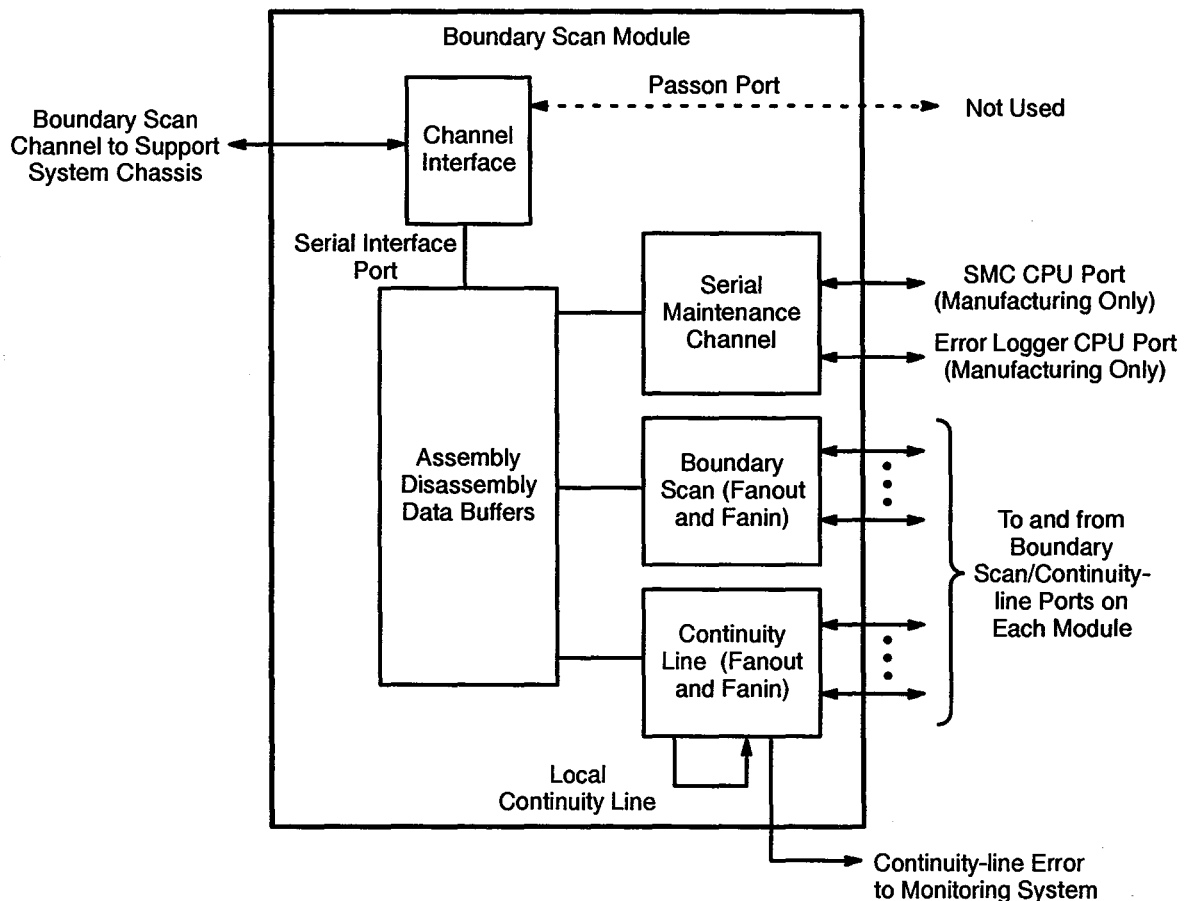 Boundary Scan Module
Passon Port
Not Used
Boundary Scan
Channel to Support
System Chassis
Channel
Interface
Serial Interface
Port
Serial
Maintenance
Channel
SMC CPU Port
(Manufacturing Only)
Error Logger CPU Port
(Manufacturing Only)
Assembly
Disassembly
Data Buffers
Boundary
Scan (Fanout
and Fanin)
To and from
Boundary
Scan/Continuity-
line Ports on
Each Module
Continuity
Line (Fanout
and Fanin)
Local
Continuity Line
Continuity-line Error
to Monitoring System